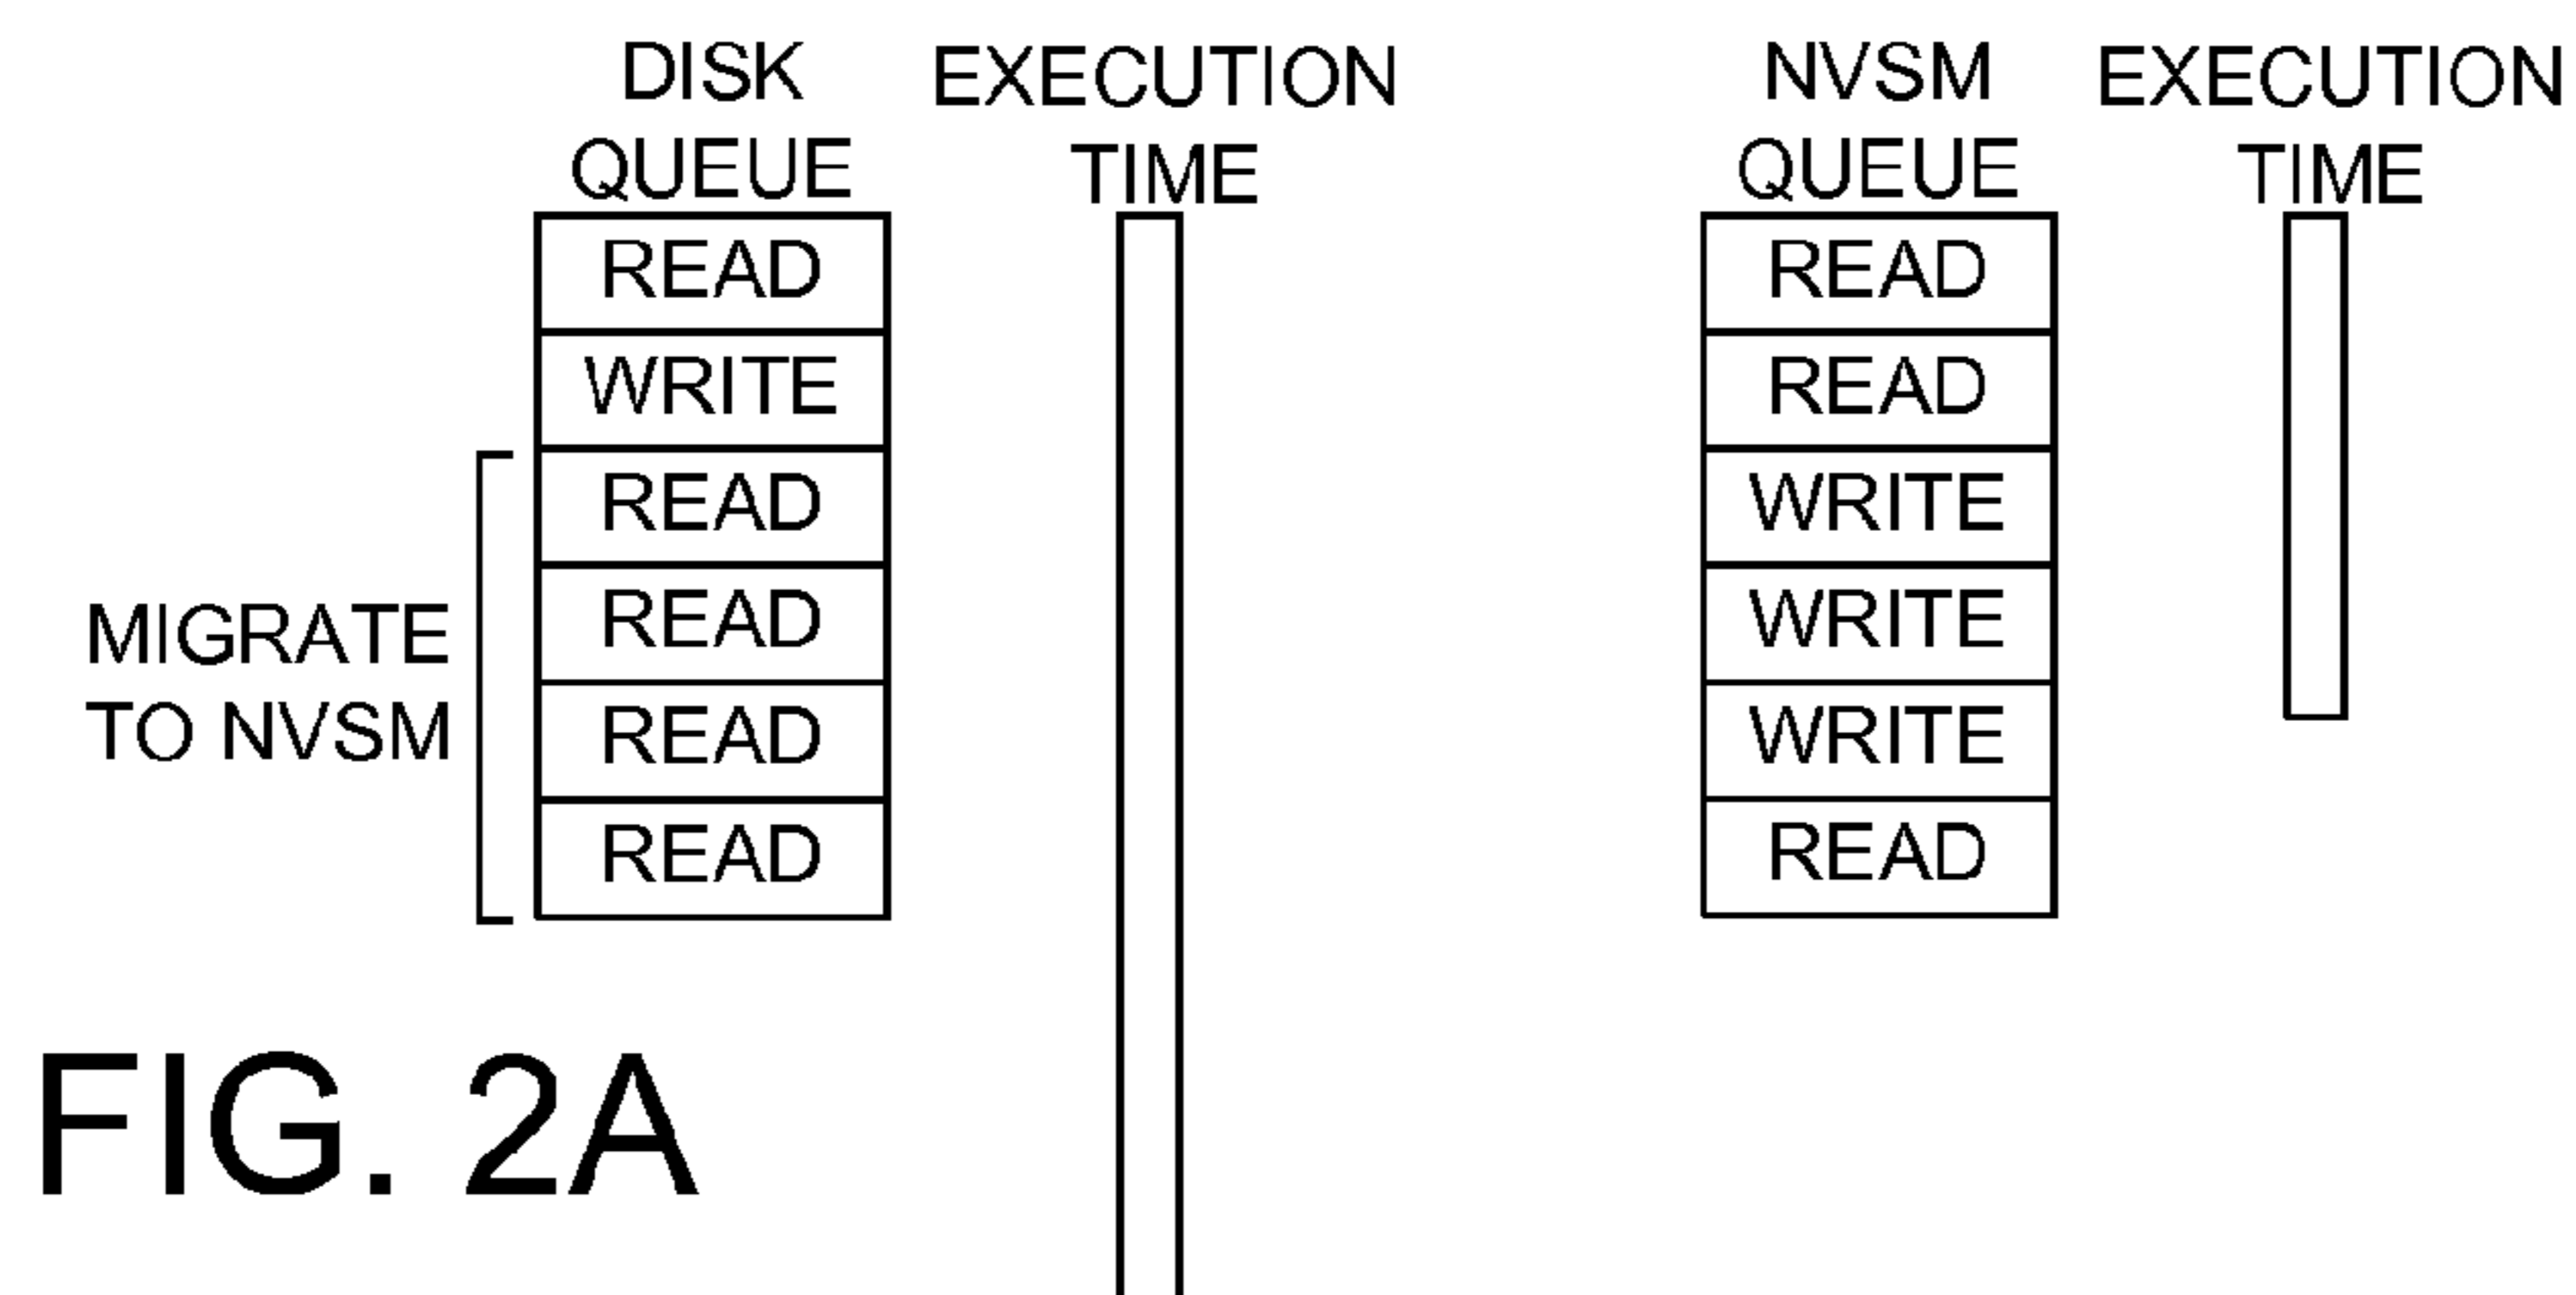 DISK
QUEUE
EXECUTION
TIME
NVSM
QUEUE
EXECUTION
TIME
READ
WRITE
READ
READ
READ
READ
MIGRATE
TO NVSM
READ
READ
WRITE
WRITE
WRITE
READ
FIG. 2A